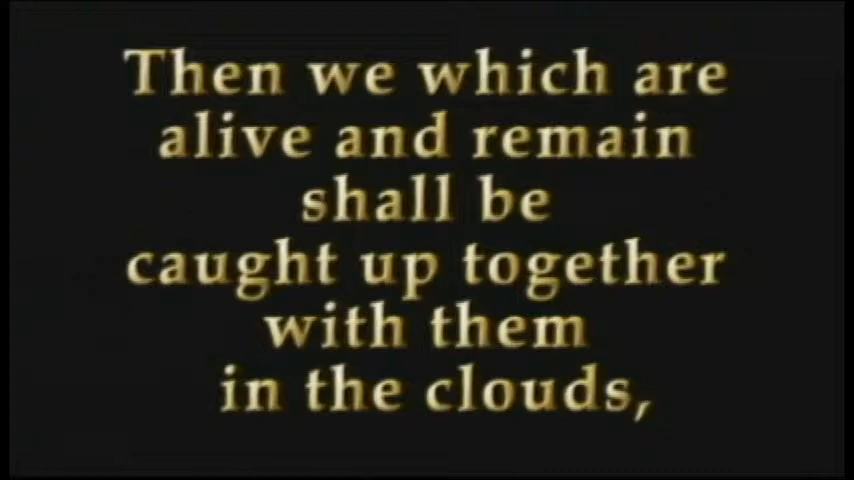 Then we which are
alive and remain
shall be
caught up together
with them
in the clouds,